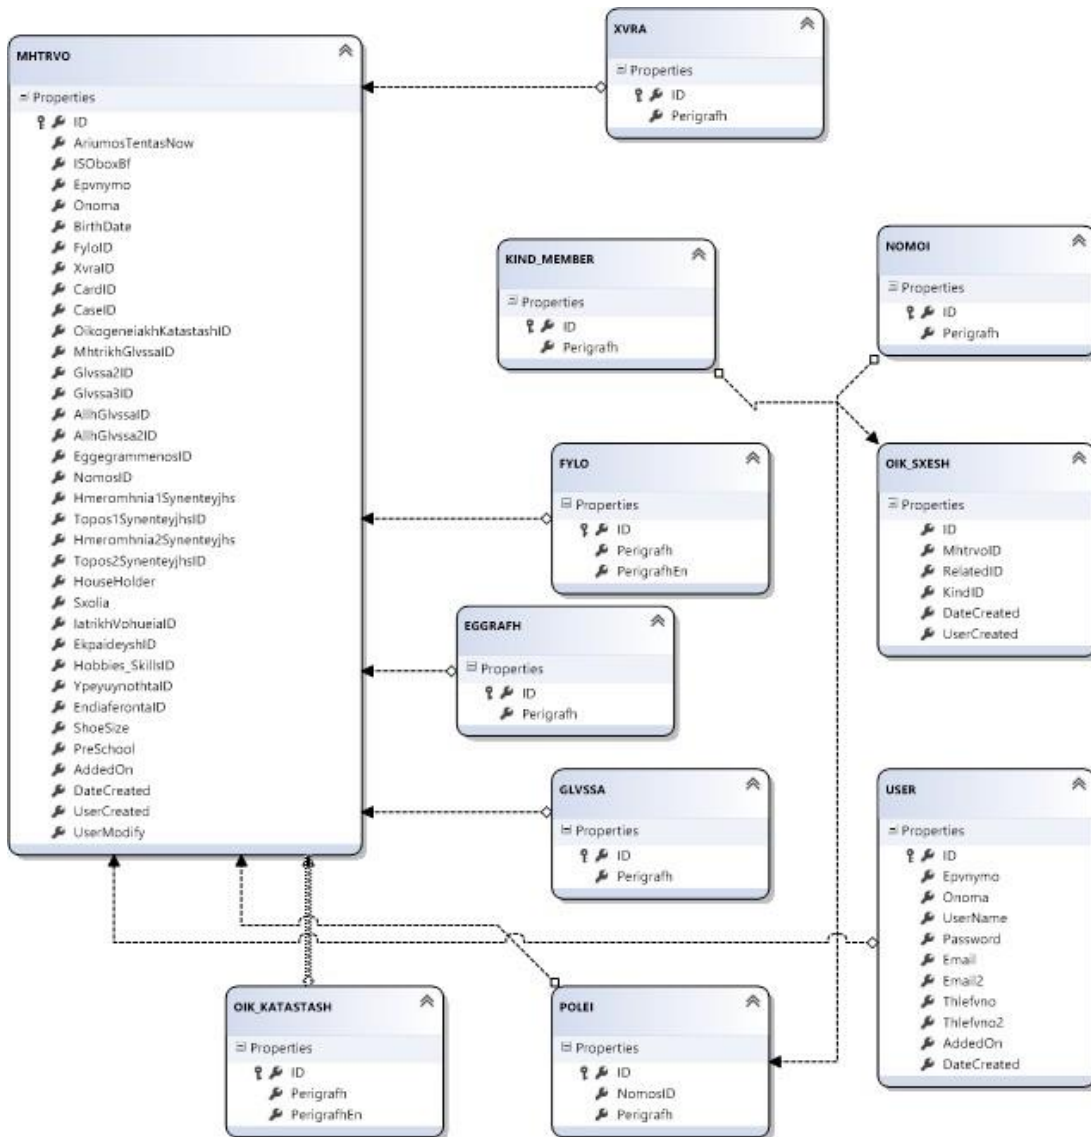 MHTRVO
Properties
ID
AriumosTentasNow
ISOboxBf
Epvnymo
Onoma
BirthDate
FyloID
XvraID
CardID
CaseID
OikogeneiakhKatastashID
MhtrikhGlvssaID
Glvssa2ID
Glvssa3ID
AllhGlvssaID
AllhGlvssa2ID
EggegrammenosID
NomosID
Hmeromhnia1Synenteyjhs
Topos1SynenteyjhsID
Hmeromhnia2Synenteyjhs
Topos2SynenteyjhsID
HouseHolder
Sxolia
IatrikhVohueiaID
EkpaideyshID
Hobbies_SkillsID
YpeyuynothtaID
EndiaferontaID
ShoeSize
PreSchool
AddedOn
DateCreated
UserCreated
UserModify
XVRA
Properties
ID
Perigrafh
KIND_MEMBER
Properties
ID
Perigrafh
NOMOI
Properties
ID
Perigrafh
FYLO
Properties
ID
Perigrafh
PerigrafhEn
OIK_SXESH
Properties
ID
MhtrvoID
RelatedID
KindID
DateCreated
UserCreated
EGGRAFH
Properties
ID
Perigrafh
GLVSSA
Properties
ID
Perigrafh
USER
Properties
ID
Epvnymo
Onoma
UserName
Password
Email
Email2
Thlefvno
Thlefvno2
AddedOn
DateCreated
OIK_KATASTASH
Properties
ID
Perigrafh
PerigrafhEn
POLEI
Properties
ID
NomosID
Perigrafh